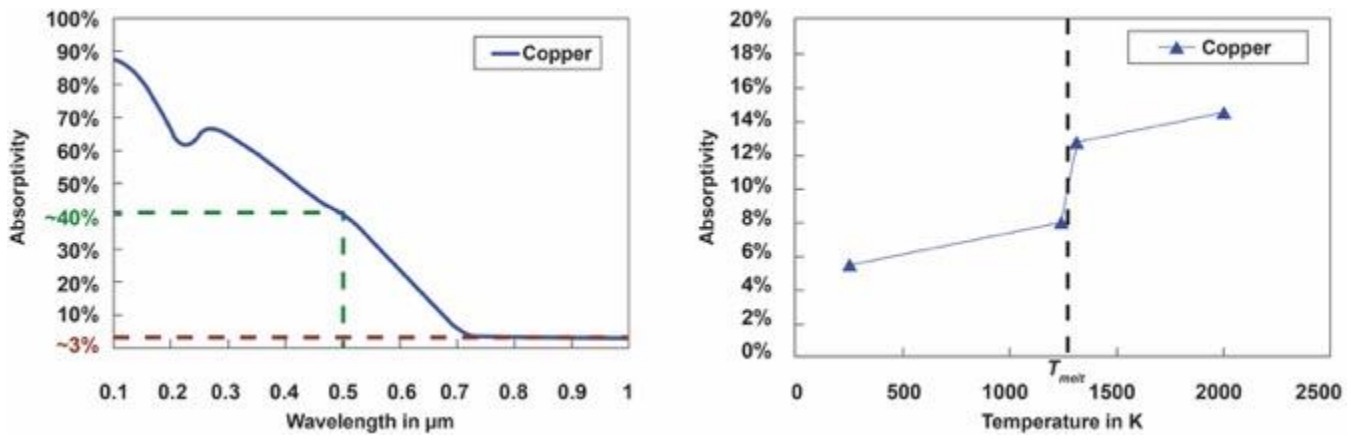 100%
90%
80%
70%
60%
50%
~40%
30%
20%
10%
~3%
Absorptivity
Copper
0.1 0.2 0.3 0.4 0.5 0.6 0.7 0.8 0.9 1
Wavelength in µm
20%
18%
16%
14%
12%
10%
8%
6%
4%
2%
0%
Absorptivity
Copper
0 500 1000 1500 2000 2500
Tmelt
Temperature in K